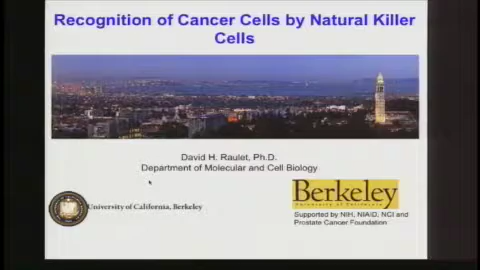 Recognition of Cancer Cells by Natural Killer
Cells
David H. Raulet, Ph.D.
Department of Molecular and Cell Biology
University of California, Berkeley
Berkeley
Supported by NIH, NIAID, NCI and
Prostate Cancer Foundation